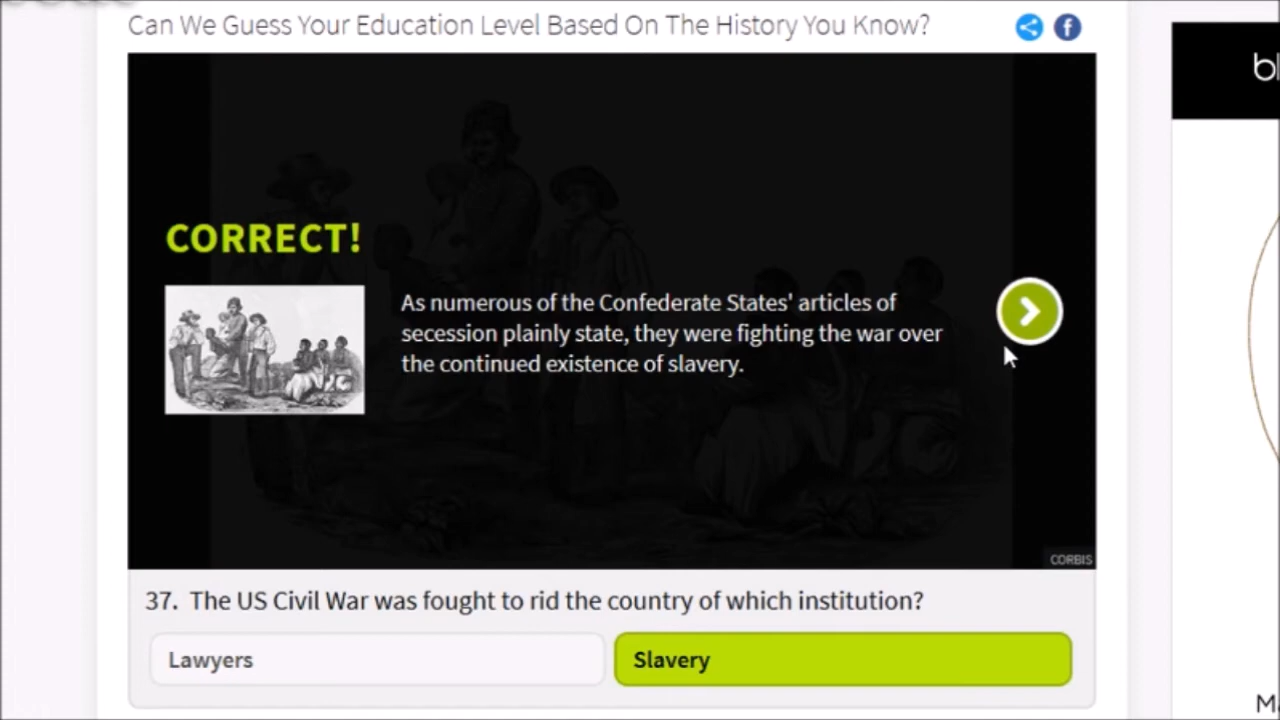 Can We Guess Your Education Level Based On The History You Know?
CORRECT!
As numerous of the Confederate States' articles of
secession plainly state, they were fighting the war over
the continued existence of slavery.
CORBIS
37. The US Civil War was fought to rid the country of which institution?
Lawyers
Slavery